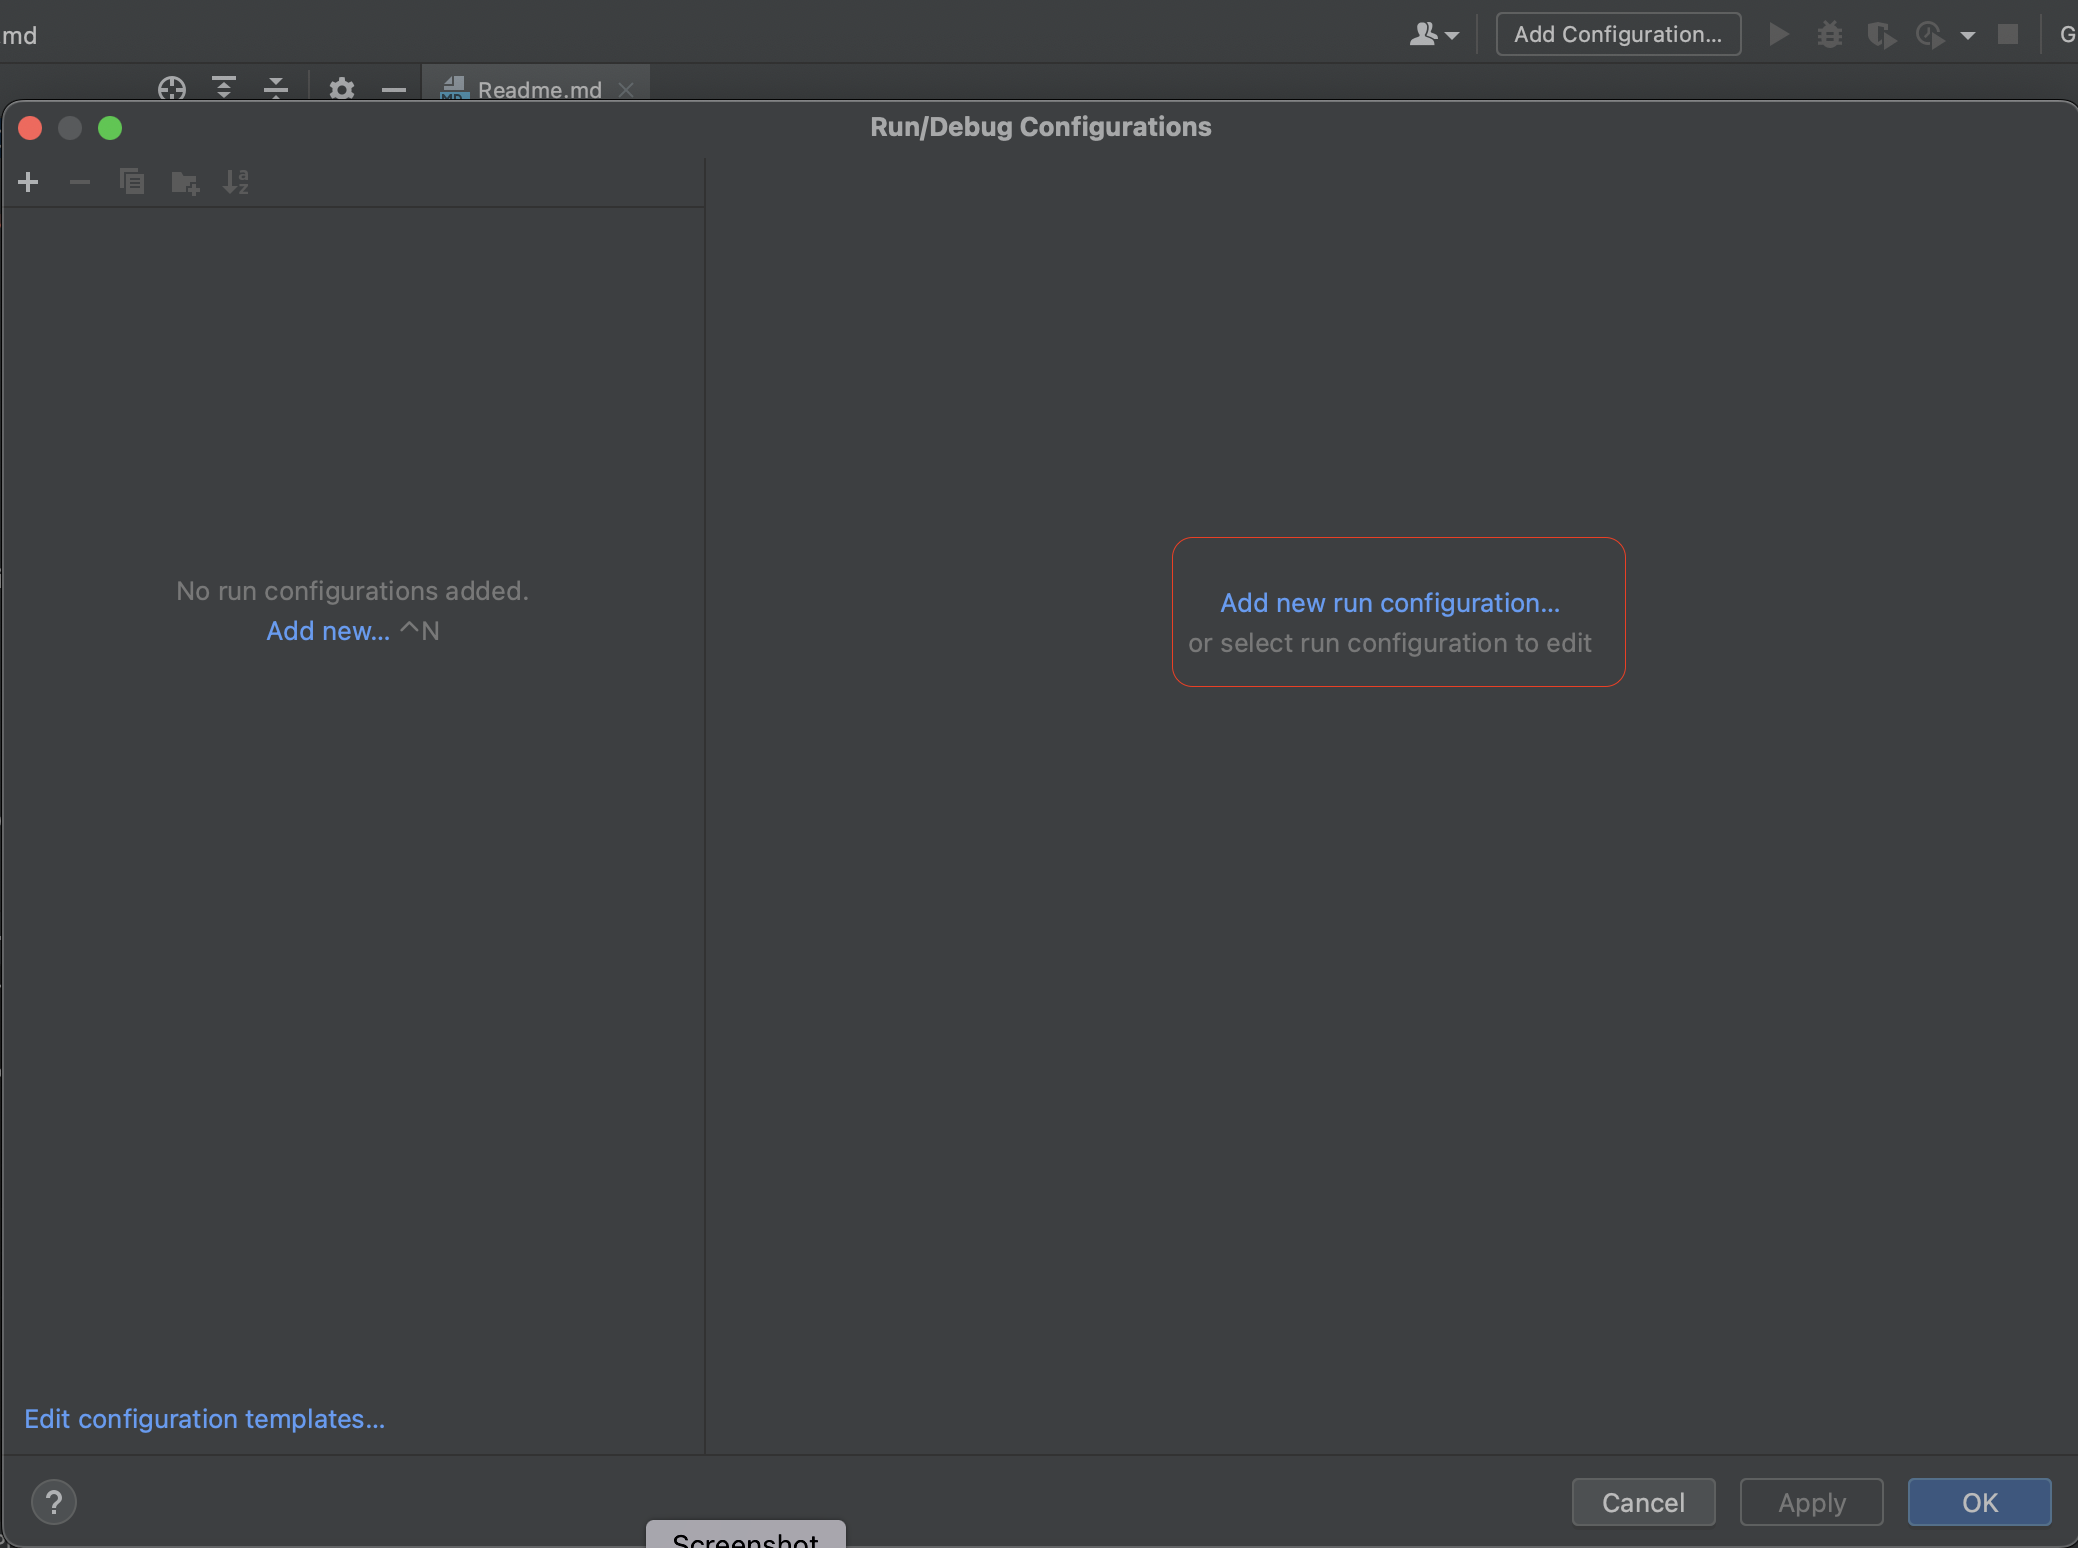 md
Add Configuration...
G
Readme.md
Run/Debug Configurations
No run configurations added.
Add new... ^N
Add new run configuration...
or select run configuration to edit
Edit configuration templates...
?
Cancel
Apply
OK
Screenshot